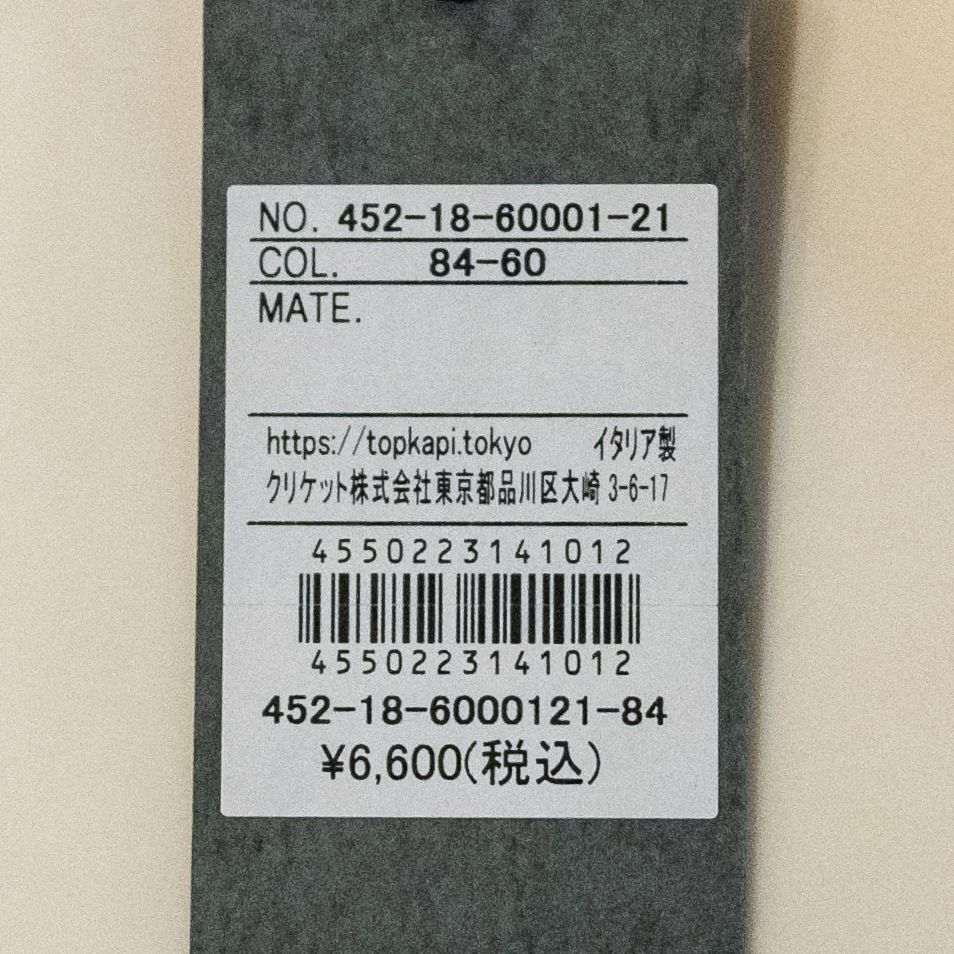 NO. 452-18-60001-21
COL. 84-60
MATE.
https://topkapi.tokyo イタリア製
クリケット株式会社東京都品川区大崎 3-6-17
4550223141012
4550223141012
452-18-6000121-84
¥6,600(税込)